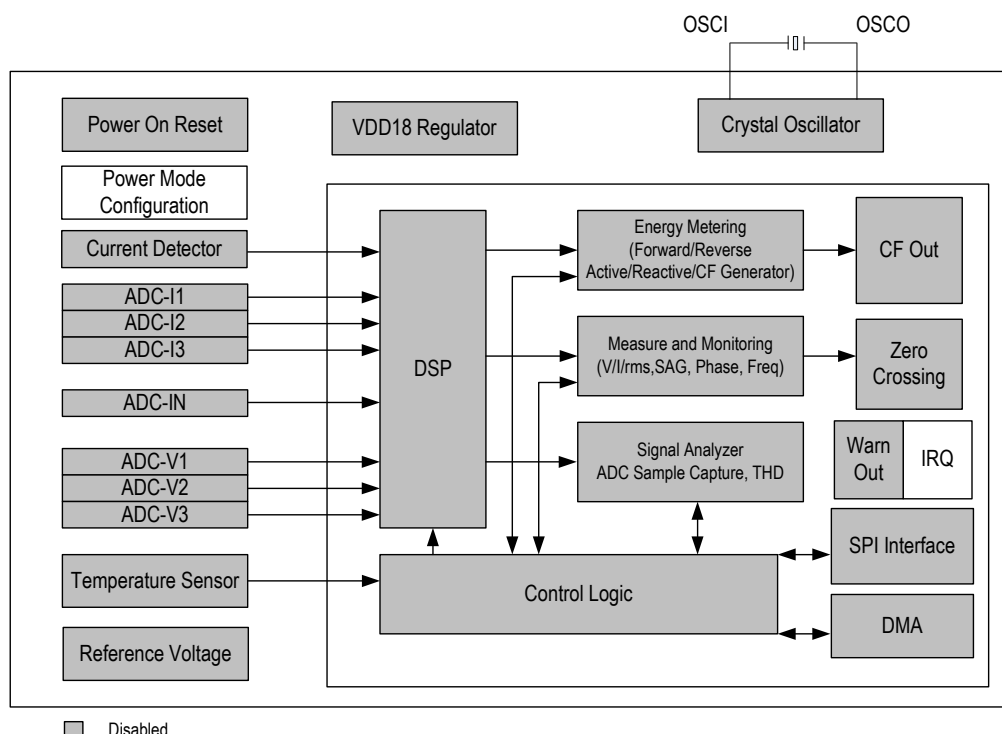 OSCI
OSCO
Power On Reset
VDD18 Regulator
Crystal Oscillator
Power Mode
Configuration
Current Detector
ADC-I1
ADC-I2
ADC-I3
ADC-IN
ADC-V1
ADC-V2
ADC-V3
Temperature Sensor
Reference Voltage
DSP
Energy Metering
(Forward/Reverse
Active/Reactive/CF Generator)
CF Out
Measure and Monitoring
(V/I/rms,SAG, Phase, Freq)
Zero
Crossing
Signal Analyzer
ADC Sample Capture, THD
Warn
Out
IRQ
Control Logic
SPI Interface
DMA
Disabled